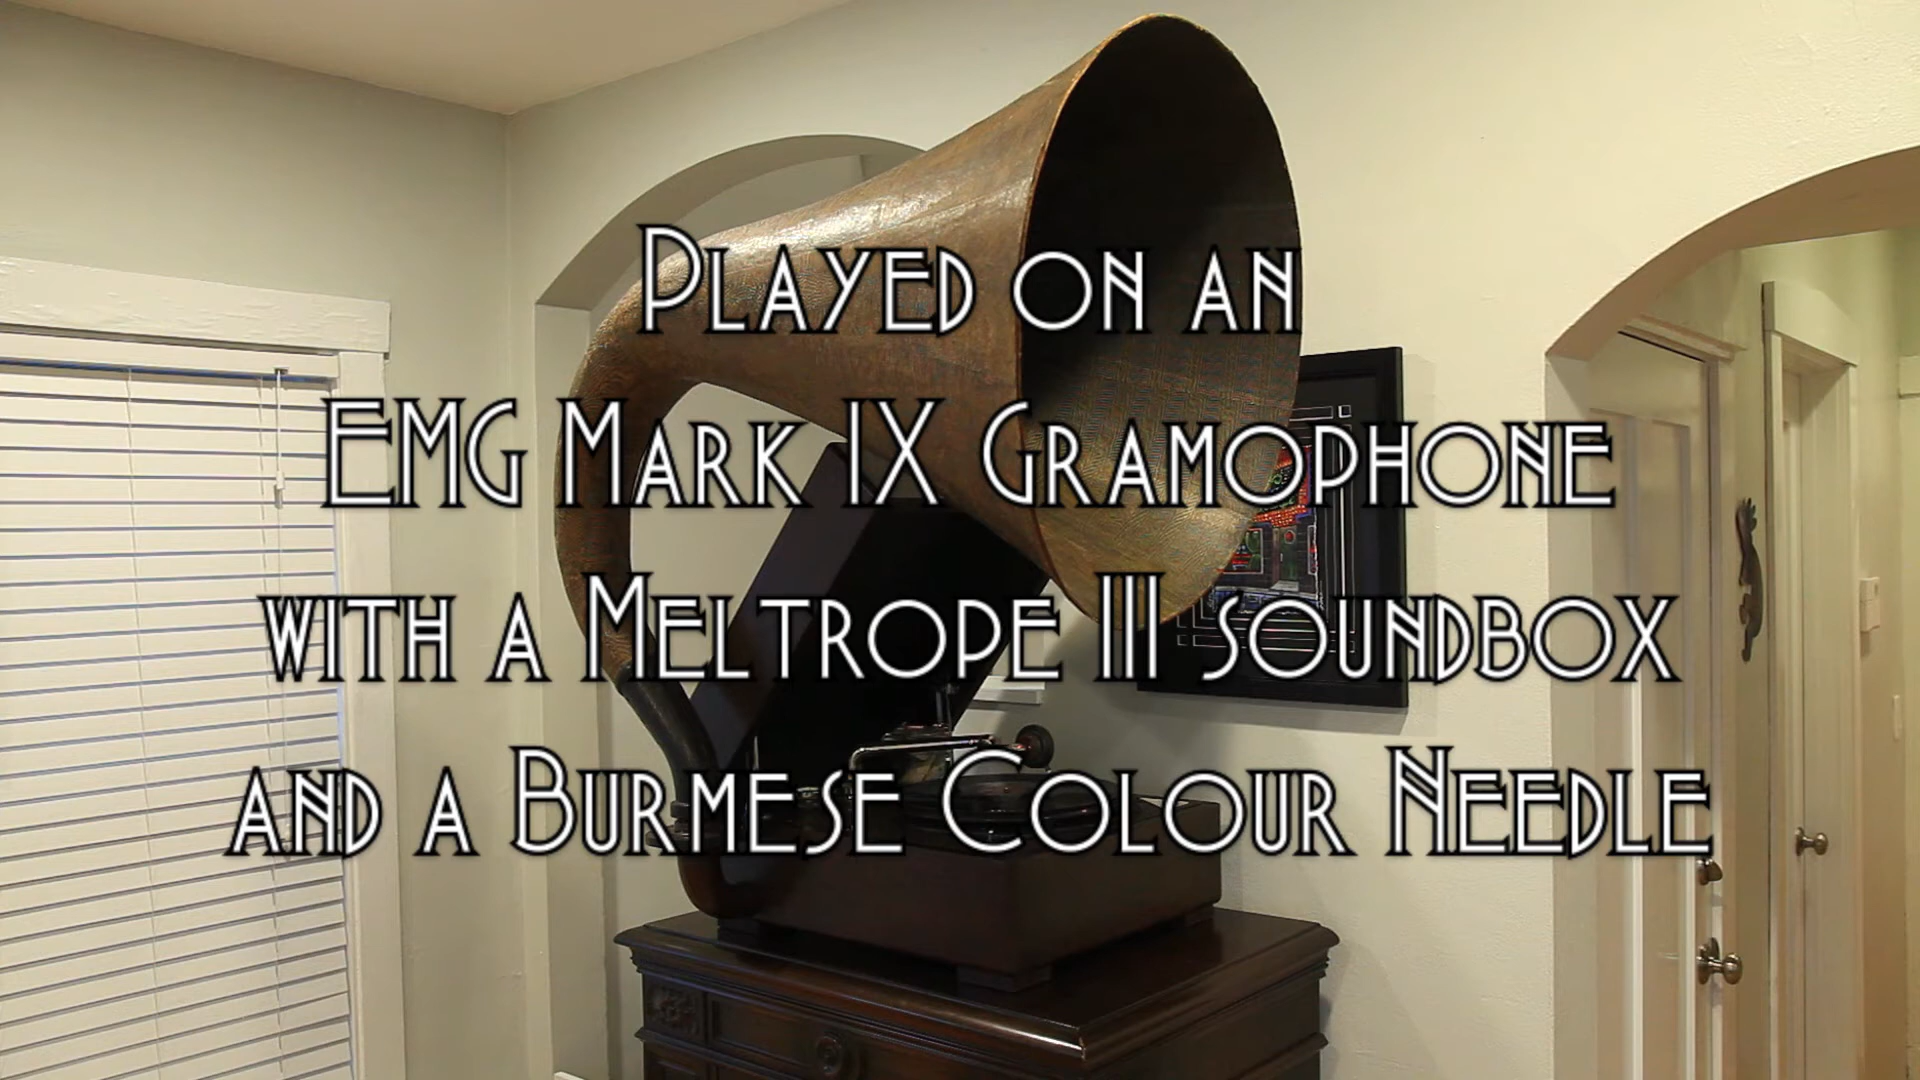 Played on an
EMG Mark IX Gramophone
with a Meltrope III soundbox
and a Burmese Colour Needle